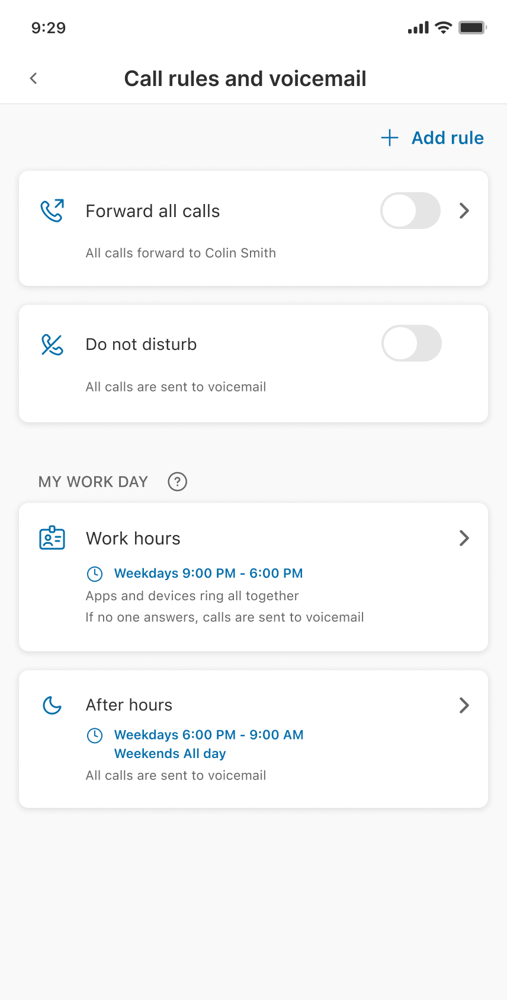 9:29
Call rules and voicemail
Add rule
Forward all calls
All calls forward to Colin Smith
Do not disturb
All calls are sent to voicemail
MY WORK DAY ?
Work hours
Weekdays 9:00 PM - 6:00 PM
Apps and devices ring all together
If no one answers, calls are sent to voicemail
After hours
Weekdays 6:00 PM - 9:00 AM
Weekends All day
All calls are sent to voicemail